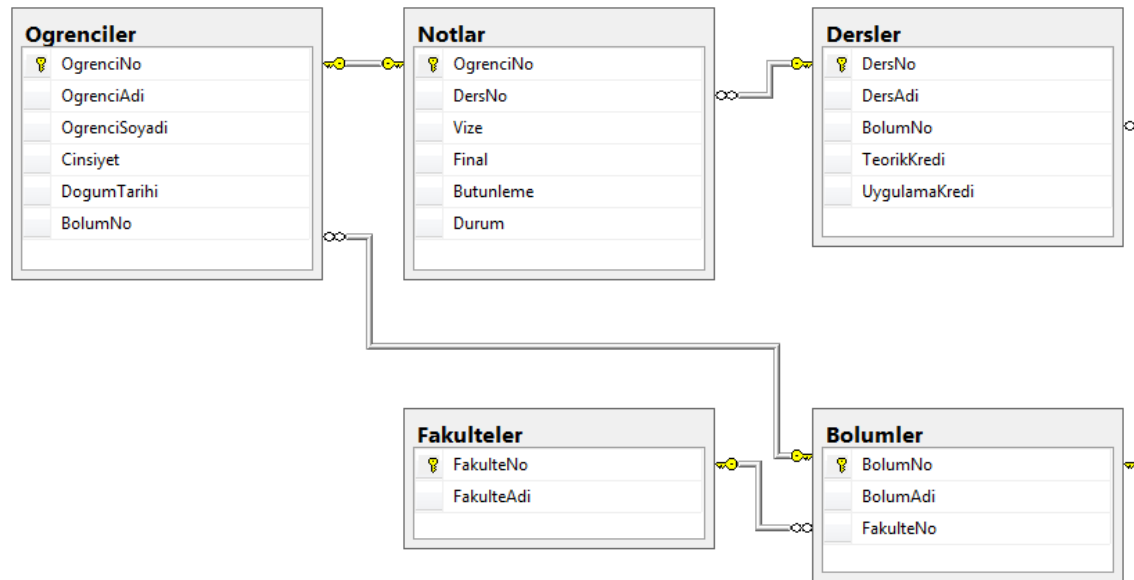 Ogrenciler
OgrenciNo
OgrenciAdi
OgrenciSoyadi
Cinsiyet
DogumTarihi
BolumNo
Notlar
OgrenciNo
DersNo
Vize
Final
Butunleme
Durum
Dersler
DersNo
DersAdi
BolumNo
TeorikKredi
UygulamaKredi
Fakulteler
FakulteNo
FakulteAdi
Bolumler
BolumNo
BolumAdi
FakulteNo